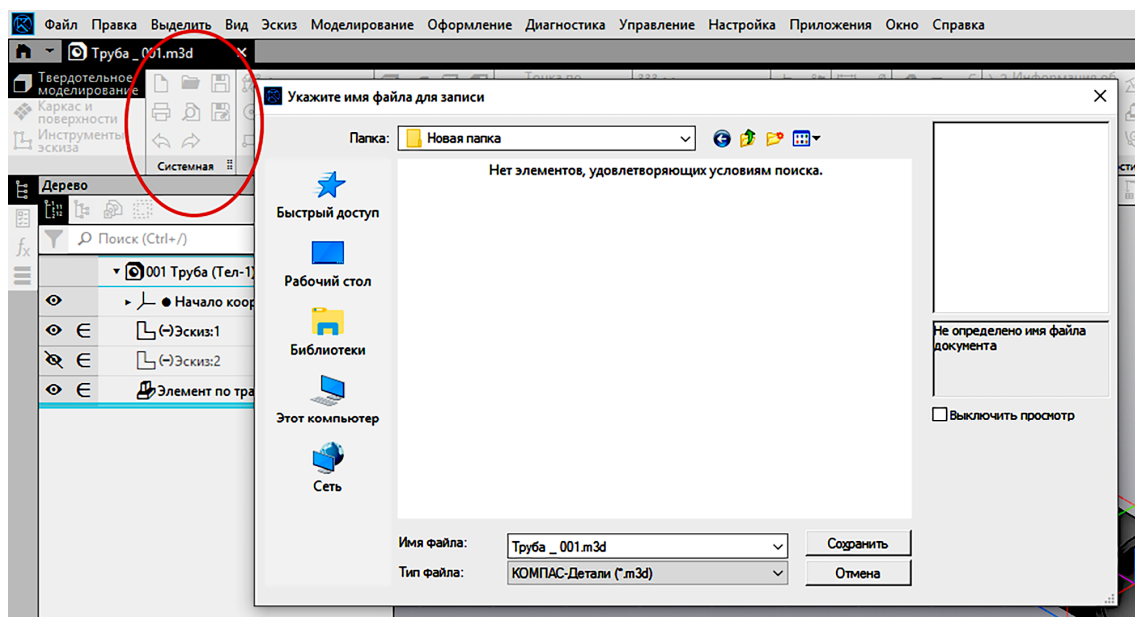 Файл Правка Выделить Вид Эскиз Моделирование Оформление Диагностика Управление Настройка Приложения Окно Справка
Труба _ 001.m3d
Твердотельное
моделирование
Каркас и
поверхности
Инструменты
эскиза
Системная
Дерево
Поиск (Ctrl+/)
001 Труба (Тел-1)
Начало коор
(-)Эскиз:1
(-)Эскиз:2
Элемент по тра
Точка по
Информация об
Укажите имя файла для записи
Папка:
Новая папка
Нет элементов, удовлетворяющих условиям поиска.
Быстрый доступ
Рабочий стол
Библиотеки
Этот компьютер
Сеть
Не определено имя файла
документа
Выключить просмотр
Имя файла:
Труба _ 001.m3d
Сохранить
Тип файла:
КОМПАС-Детали (*.m3d)
Отмена